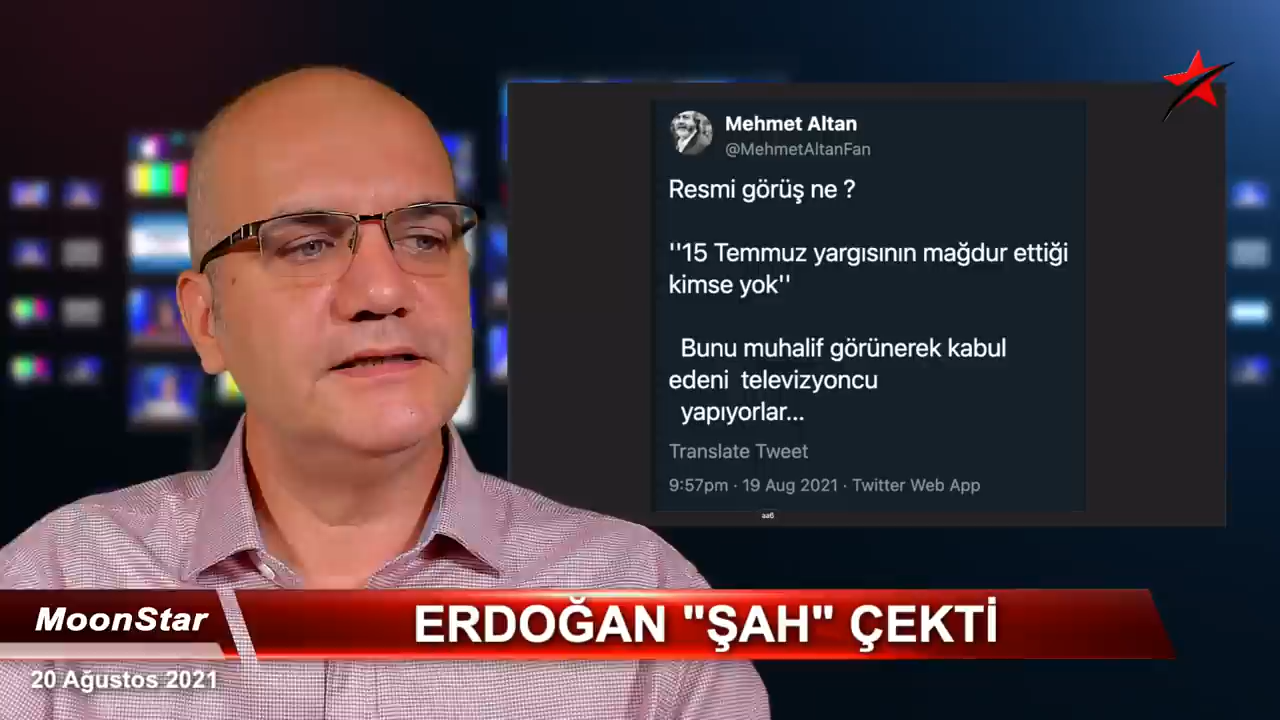 Mehmet Altan
@MehmetAltanFan
Resmi görüş ne ?
''15 Temmuz yargısının mağdur ettiği
kimse yok''
Bunu muhalif görünerek kabul
edeni televizyoncu
yapıyorlar...
Translate Tweet
9:57pm · 19 Aug 2021 · Twitter Web App
MoonStar
ERDOĞAN "ŞAH" ÇEKTİ
20 Ağustos 2021